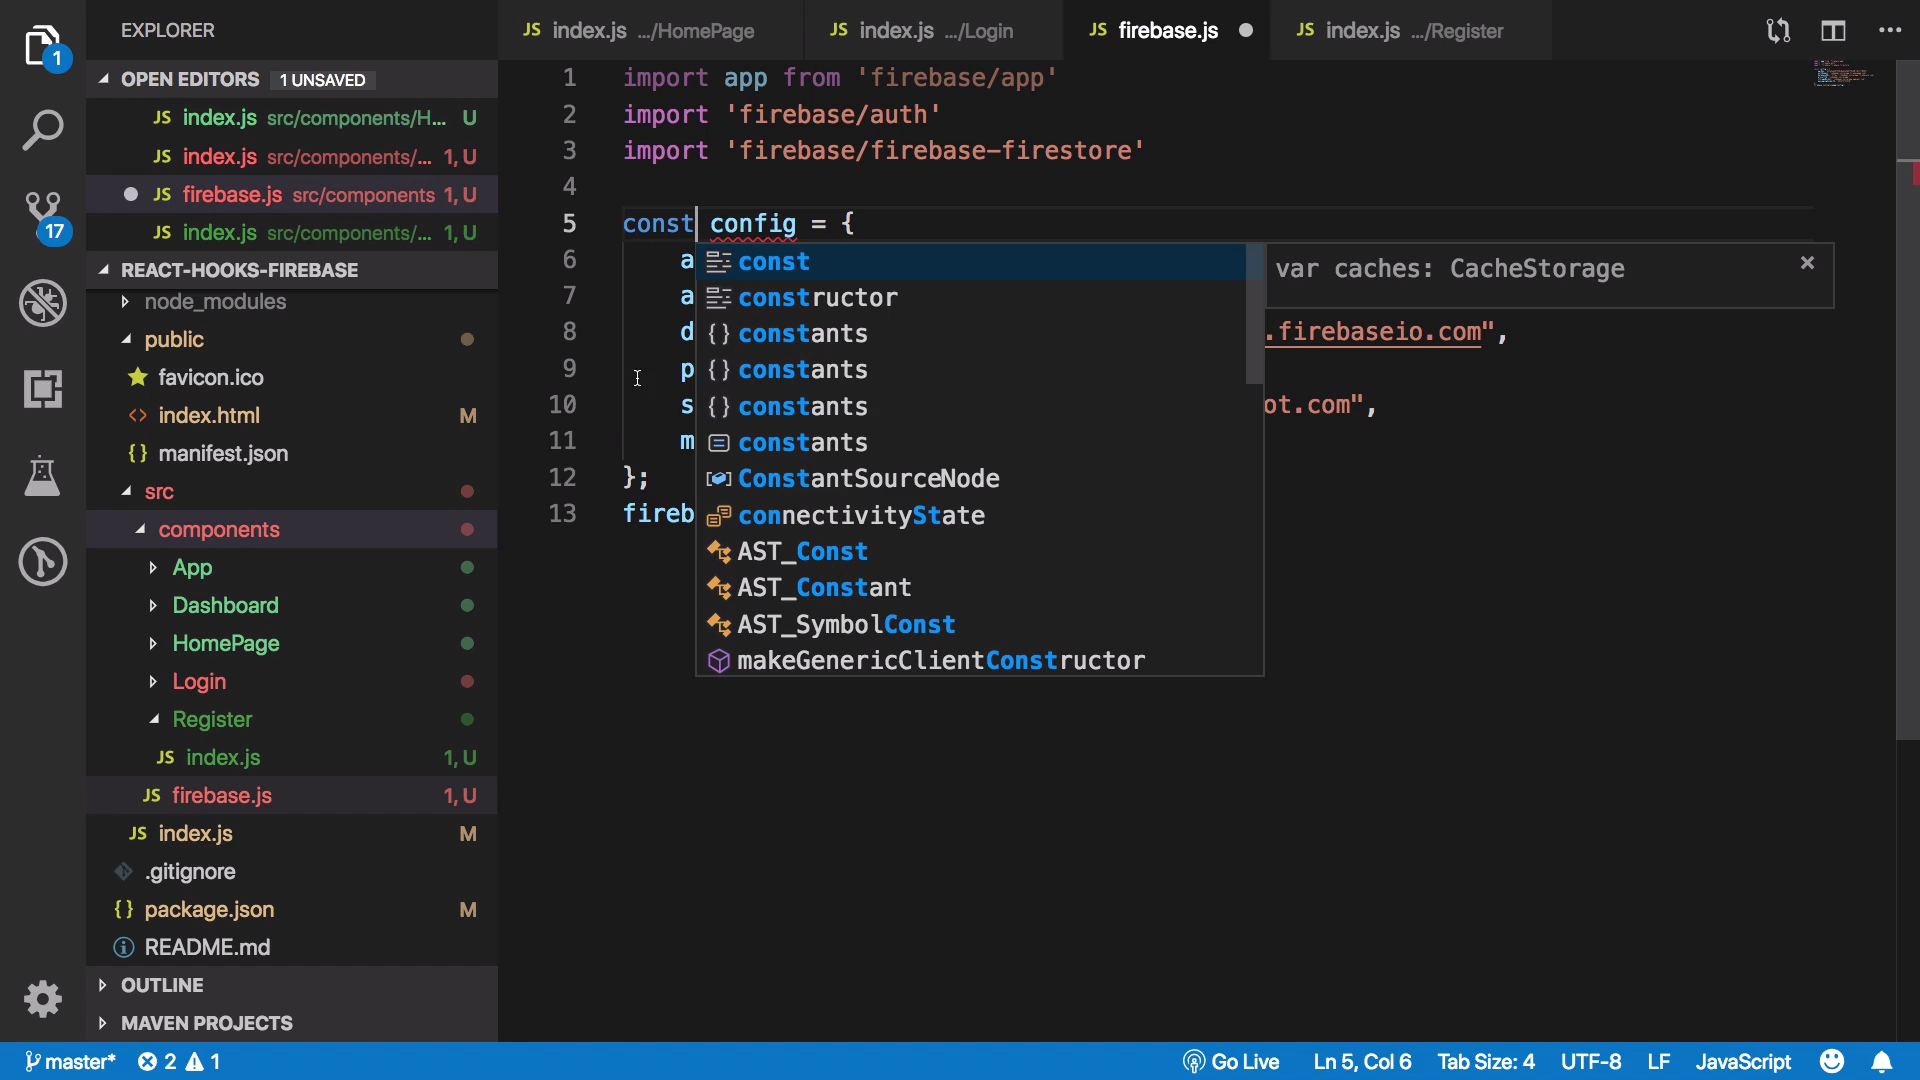 EXPLORER
JS index.js .../HomePage
JS index.js .../Login
JS firebase.js
JS index.js .../Register
1
17
OPEN EDITORS 1 UNSAVED
JS index.js src/components/H... U
JS index.js src/components/... 1, U
JS firebase.js src/components 1, U
JS index.js src/components/... 1, U
REACT-HOOKS-FIREBASE
node_modules
public
favicon.ico
<> index.html M
{} manifest.json
src
components
App
Dashboard
HomePage
Login
Register
JS index.js 1, U
JS firebase.js 1, U
JS index.js M
.gitignore
{} package.json M
README.md
OUTLINE
MAVEN PROJECTS
1 import app from 'firebase/app'
2 import 'firebase/auth'
3 import 'firebase/firebase-firestore'
4
5 const config = {
6 a
7 a
8 d .firebaseio.com",
9 p
10 s ot.com",
11 m
12 };
13 fireb
const
constructor
{} constants
{} constants
{} constants
constants
ConstantSourceNode
connectivityState
AST_Const
AST_Constant
AST_SymbolConst
makeGenericClientConstructor
var caches: CacheStorage
master* 2 1 Go Live Ln 5, Col 6 Tab Size: 4 UTF-8 LF JavaScript